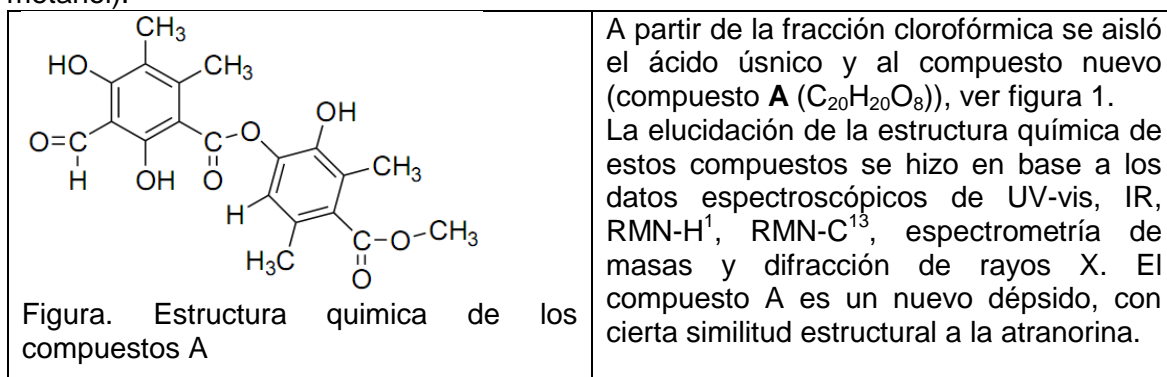 metanol).
CH3
HO
CH3
O
H
OH
O
O
OH
CH3
H
H3C
C
O
O
CH3
Figura. Estructura quimica de los
compuestos A
A partir de la fracción clorofórmica se aisló
el ácido úsnico y al compuesto nuevo
(compuesto A (C20H20O8)), ver figura 1.
La elucidación de la estructura química de
estos compuestos se hizo en base a los
datos espectroscópicos de UV-vis, IR,
RMN-H1, RMN-C13, espectrometría de
masas y difracción de rayos X. El
compuesto A es un nuevo dépsido, con
cierta similitud estructural a la atranorina.